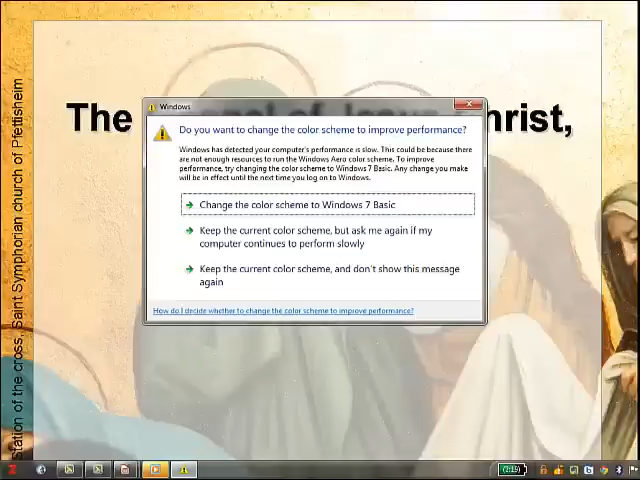 The
hrist,
Windows
Do you want to change the color scheme to improve performance?
Windows has detected your computer's performance is slow. This could be because there
are not enough resources to run the Windows Aero color scheme. To improve
performance, try changing the color scheme to Windows 7 Basic. Any change you make
will be in effect until the next time you log on to Windows.
Change the color scheme to Windows 7 Basic
Keep the current color scheme, but ask me again if my
computer continues to perform slowly
Keep the current color scheme, and don't show this message
again
How do I decide whether to change the color scheme to improve performance?
Station of the cross, Saint Symphorian church of Pfettisheim